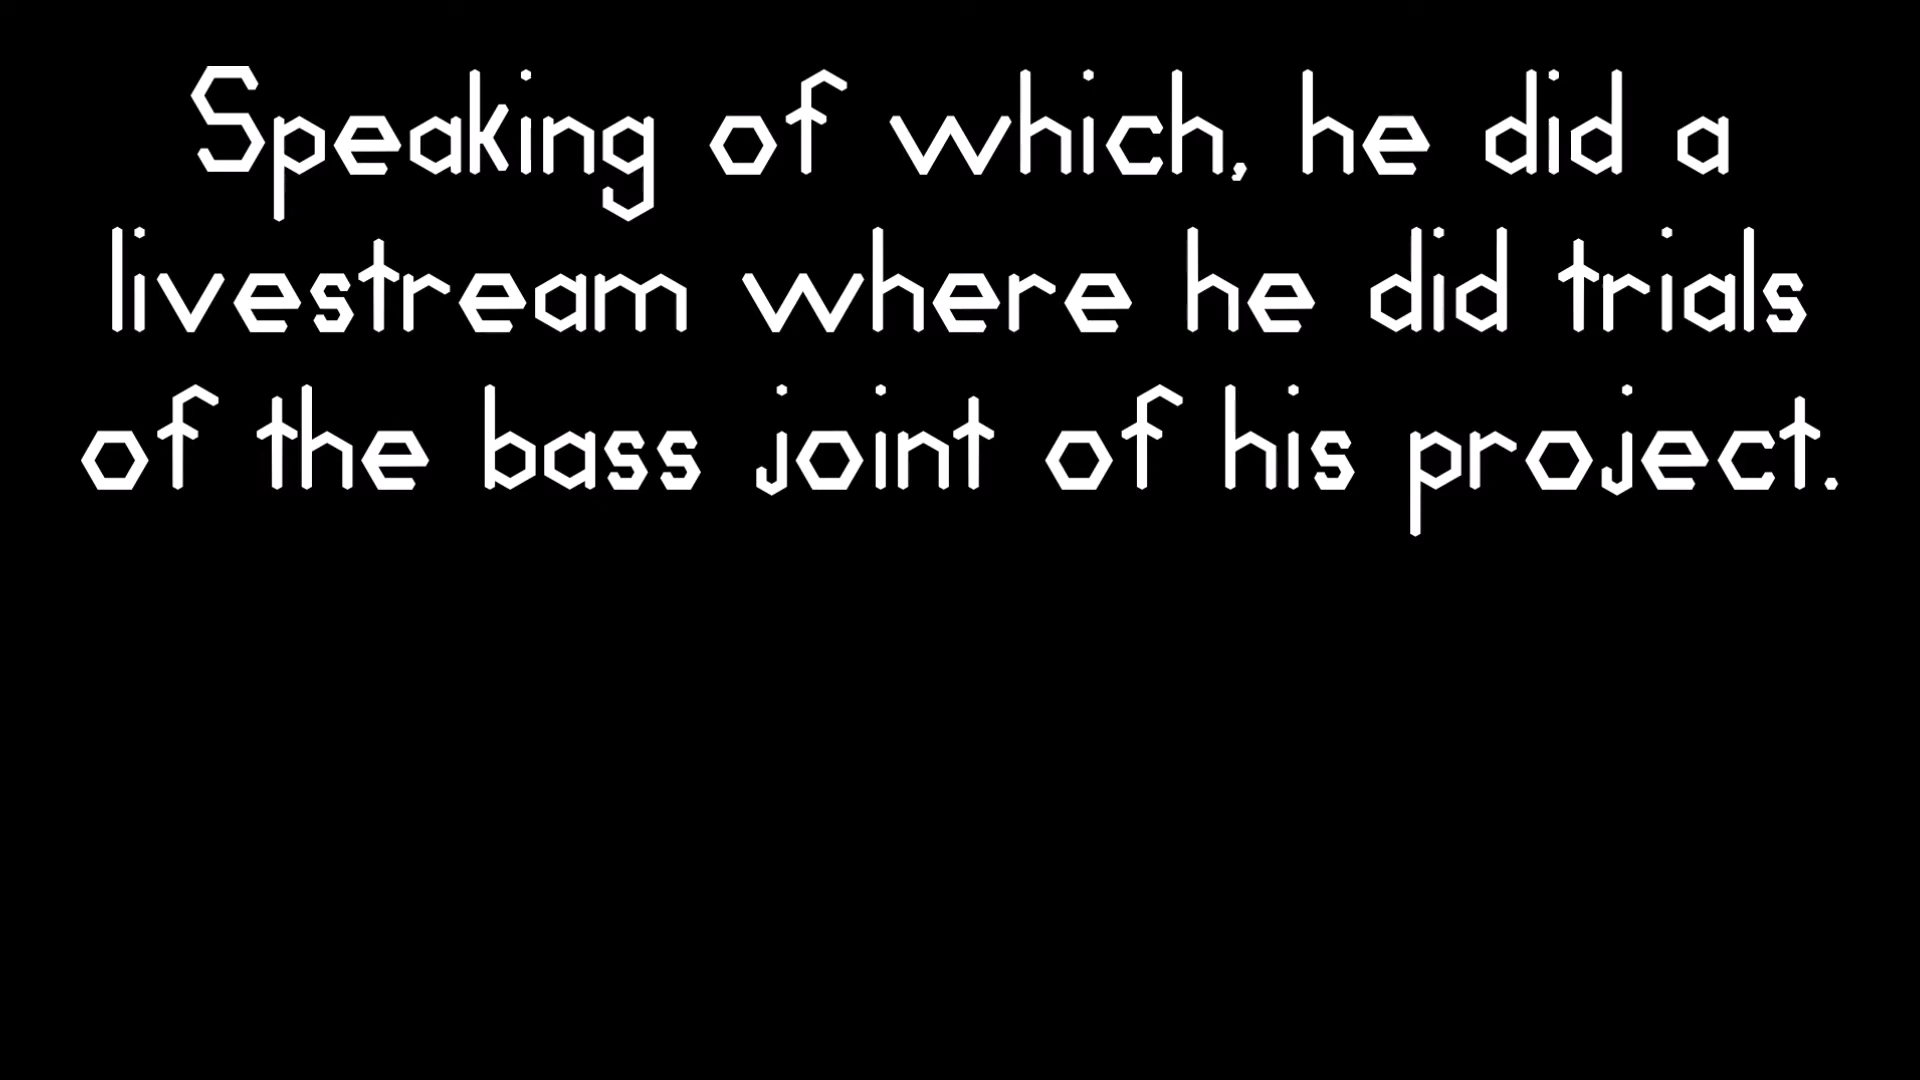 Speaking of which, he did a
livestream where he did trials
of the bass joint of his project.